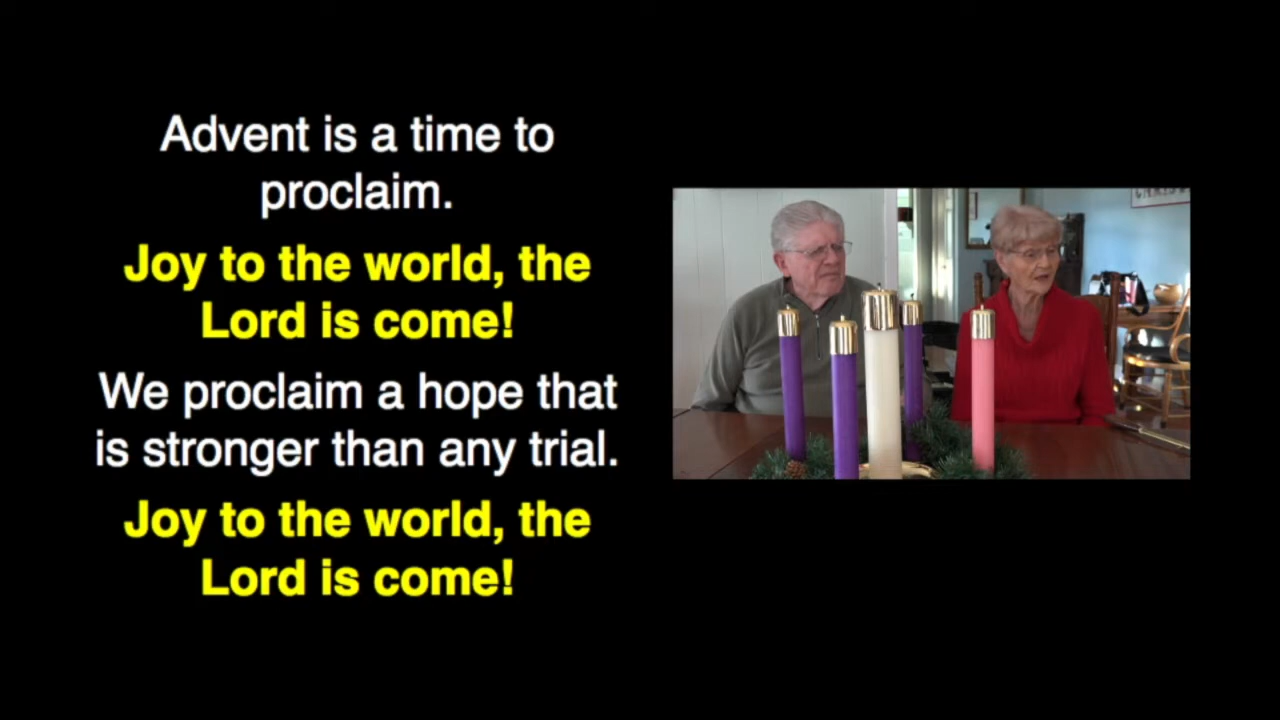 Advent is a time to
proclaim.
Joy to the world, the
Lord is come!
We proclaim a hope that
is stronger than any trial.
Joy to the world, the
Lord is come!